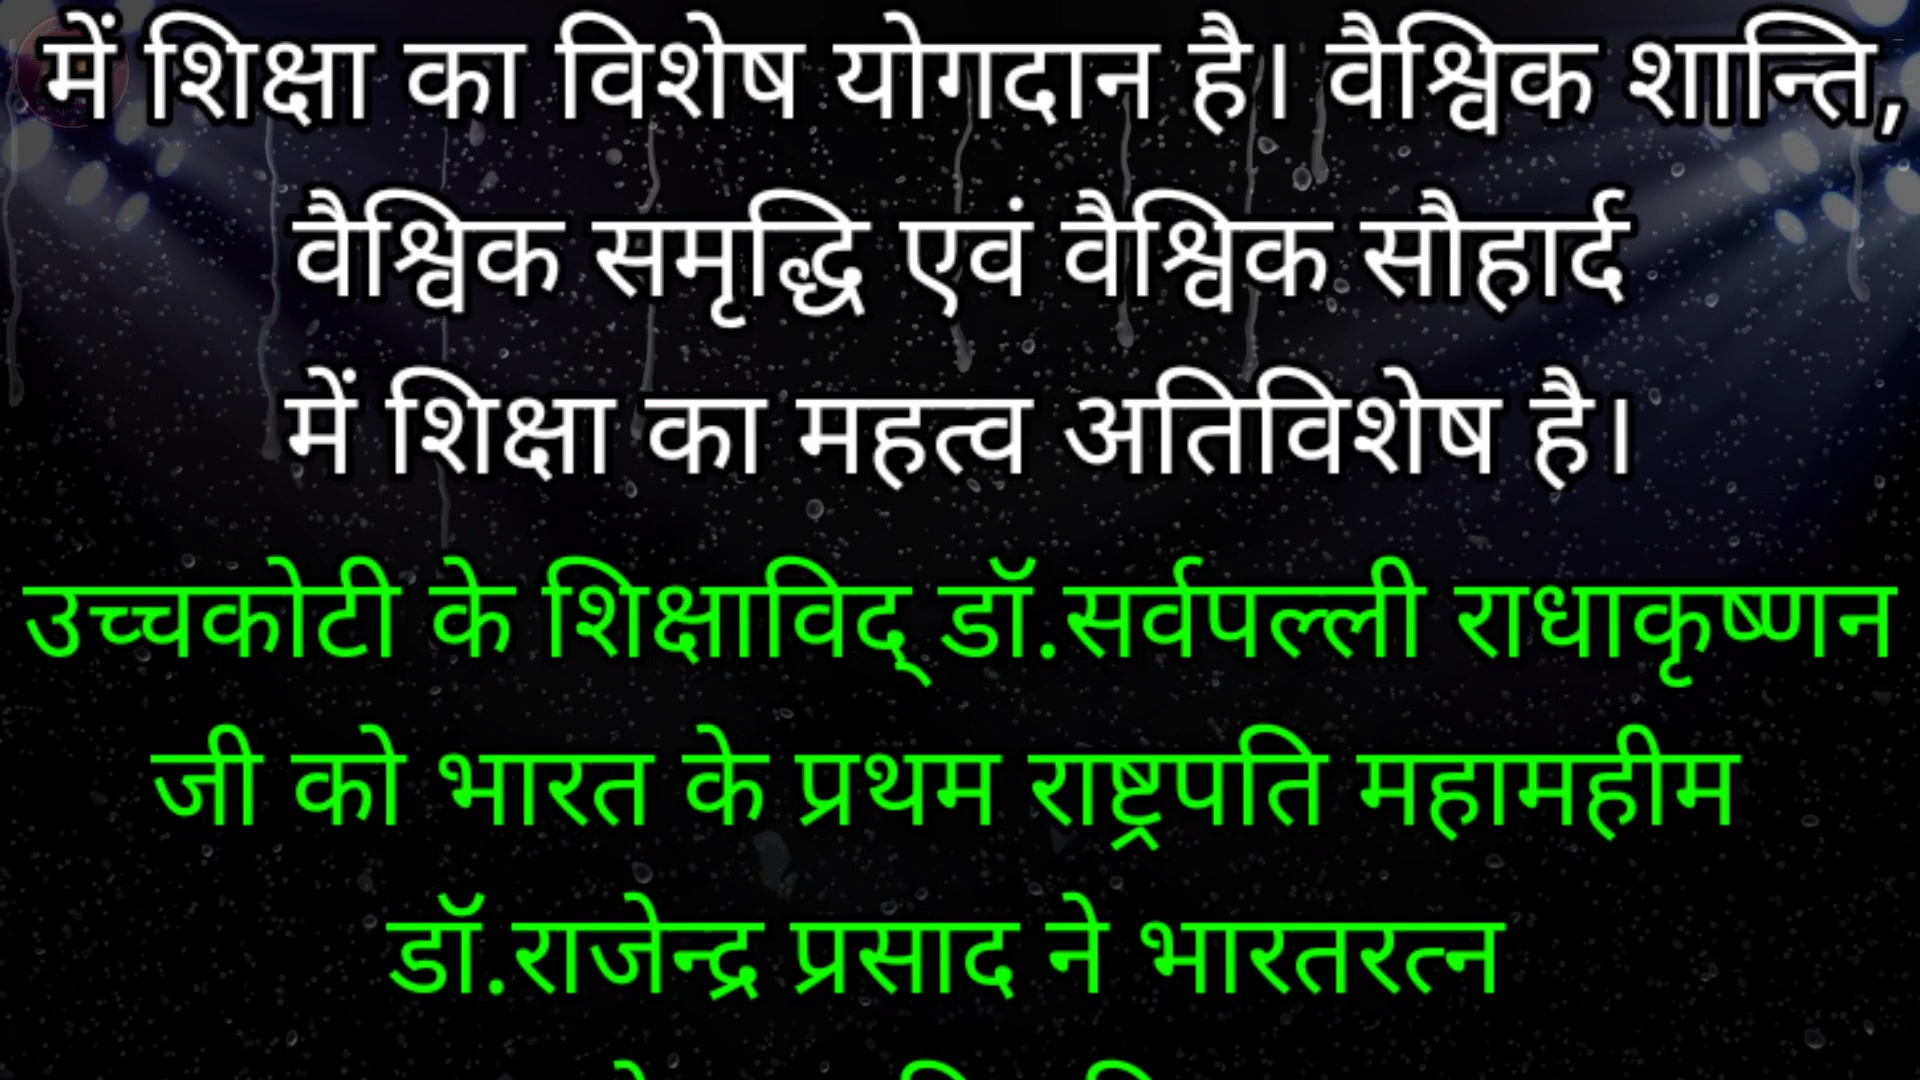 में शिक्षा का विशेष योगदान है। वैश्विक शान्ति,
वैश्विक समृद्धि एवं वैश्विक सौहार्द
में शिक्षा का महत्व अतिविशेष है।
उच्चकोटी के शिक्षाविद् डॉ.सर्वपल्ली राधाकृष्णन
जी को भारत के प्रथम राष्ट्रपति महामहीम
डॉ.राजेन्द्र प्रसाद ने भारतरत्न